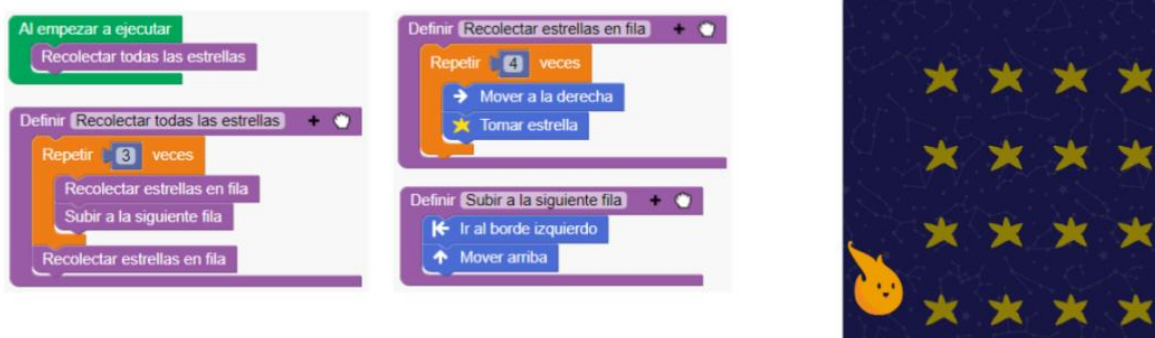 Al empezar a ejecutar
Recolectar todas las estrellas
Definir Recolectar todas las estrellas +
Repetir 3 veces
Recolectar estrellas en fila
Subir a la siguiente fila
Recolectar estrellas en fila
Definir Recolectar estrellas en fila +
Repetir 4 veces
Mover a la derecha
Tomar estrella
Definir Subir a la siguiente fila +
Ir al borde izquierdo
Mover arriba